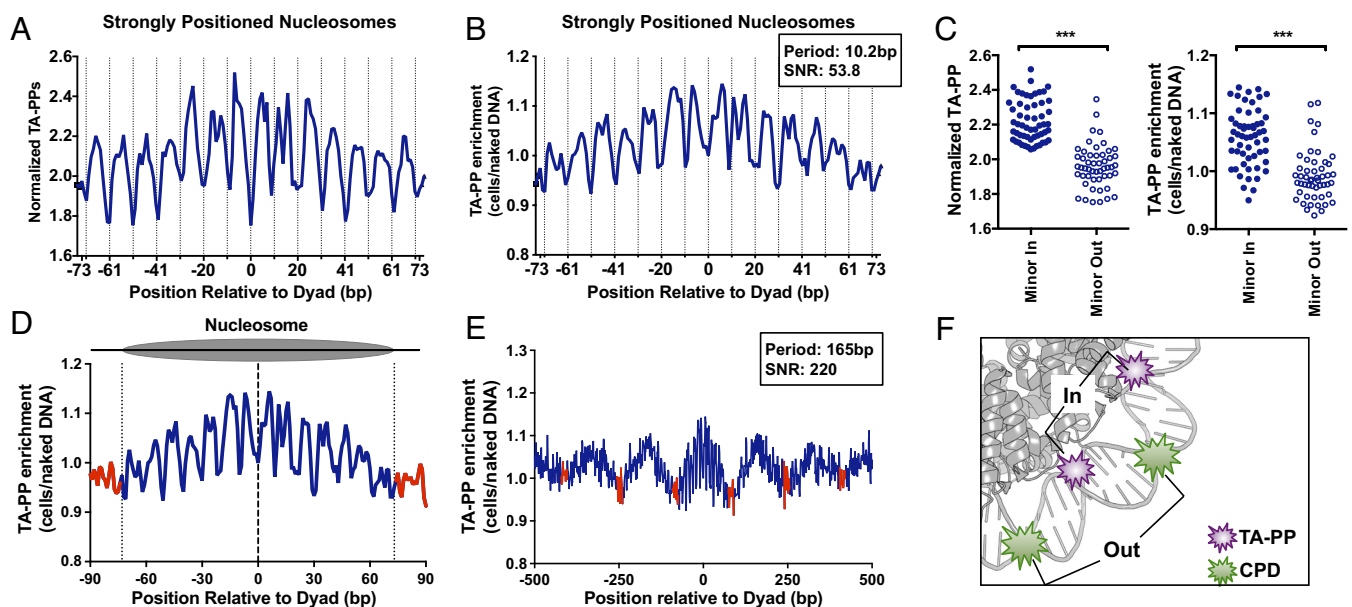 A
Strongly Positioned Nucleosomes
Normalized TA-PPs
2.6
2.4
2.2
2.0
1.8
1.6
-73 -61 -41 -20 0 20 41 61 73
Position Relative to Dyad (bp)
B
Strongly Positioned Nucleosomes
Period: 10.2bp
SNR: 53.8
TA-PP enrichment
(cells/naked DNA)
1.2
1.1
1.0
0.9
0.8
-73 -61 -41 -20 0 20 41 61 73
Position Relative to Dyad (bp)
C
***
Normalized TA-PP
2.6
2.4
2.2
2.0
1.8
1.6
Minor In
Minor Out
***
TA-PP enrichment
(cells/naked DNA)
1.2
1.1
1.0
0.9
Minor In
Minor Out
D
Nucleosome
TA-PP enrichment
(cells/naked DNA)
1.2
1.1
1.0
0.9
0.8
-90 -60 -30 0 30 60 90
Position Relative to Dyad (bp)
E
Period: 165bp
SNR: 220
TA-PP enrichment
(cells/naked DNA)
1.3
1.2
1.1
1.0
0.9
0.8
-500 -250 0 250 500
Position relative to Dyad (bp)
F
In
Out
TA-PP
CPD